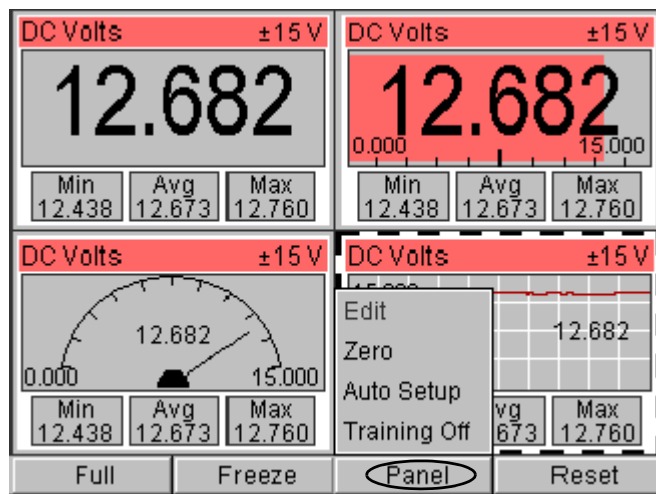 DC Volts ±15 V
12.682
Min Avg Max
12.438 12.673 12.760
DC Volts ±15 V
12.682
0.000 15.000
Min Avg Max
12.438 12.673 12.760
DC Volts ±15 V
12.682
0.000 15.000
Min Avg Max
12.438 12.673 12.760
DC Volts ±15 V
12.682
Edit
Zero
Auto Setup
Training Off
vg Max
673 12.760
Full Freeze Panel Reset